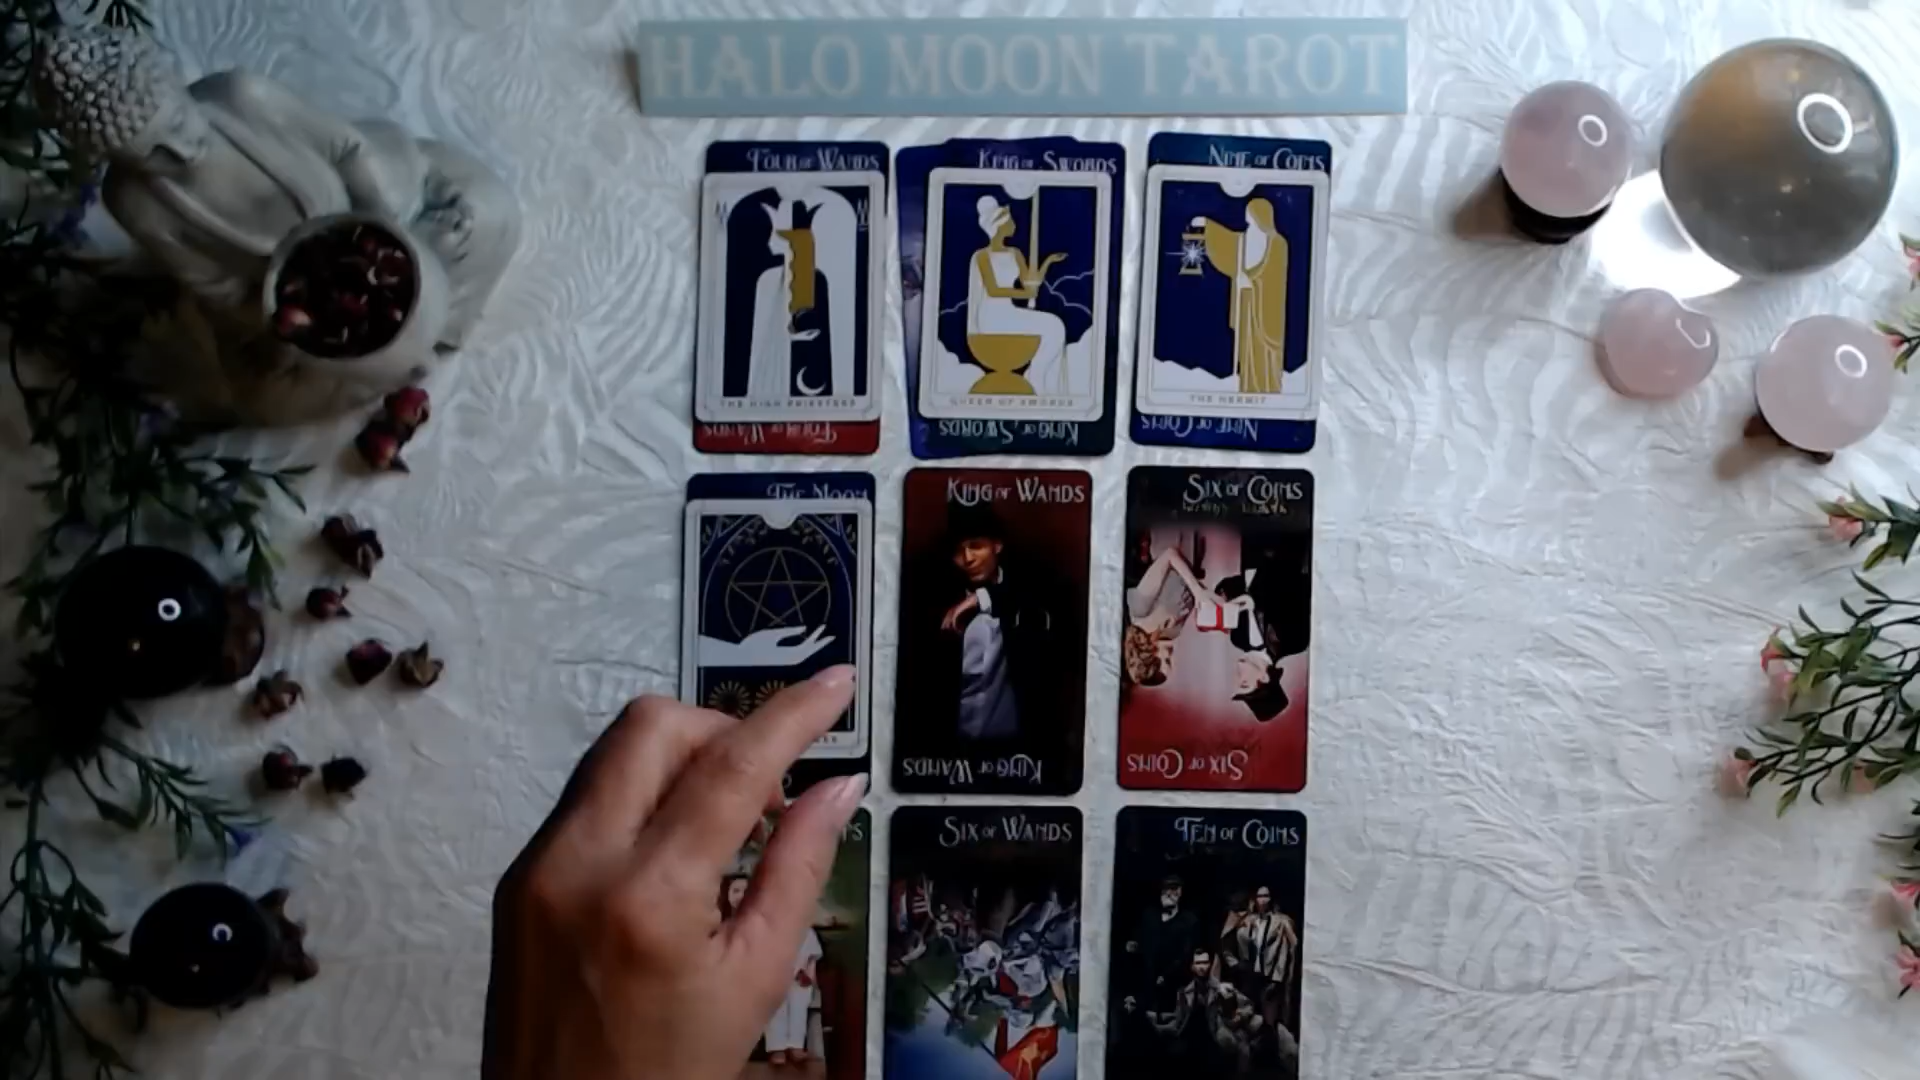 HALO MOON TAROT
FOUR OF WANDS
KING OF SWORDS
NINE OF COINS
THE HIGH PRIESTESS
QUEEN OF SWORDS
THE HERMIT
FOUR OF WANDS
KING OF SWORDS
NINE OF COINS
THE MOON
KING OF WANDS
SIX OF COINS
KING OF WANDS
SIX OF COINS
SIX OF WANDS
TEN OF COINS